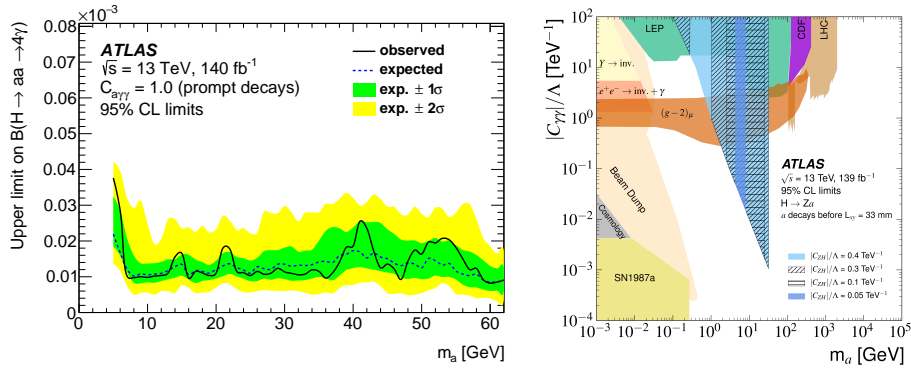 ×10⁻³
0.08
0.07
0.06
0.05
0.04
0.03
0.02
0.01
0
Upper limit on B(H → aa →4γ)
ATLAS
√s = 13 TeV, 140 fb⁻¹
C_aγγ = 1.0 (prompt decays)
95% CL limits
observed
expected
exp. ± 1σ
exp. ± 2σ
0 10 20 30 40 50 60
m_a [GeV]
|C_γγ|/Λ [TeV⁻¹]
10¹
10⁰
10⁻¹
10⁻²
10⁻³
10⁻⁴
LEP
CDF
LHC
Υ → inv.
e⁺e⁻ → inv. + γ
(g−2)_μ
Beam Dump
Cosmology
SN1987a
ATLAS
√s = 13 TeV, 139 fb⁻¹
95% CL limits
H → Za
a decays before L_xy = 33 mm
|C_ZH|/Λ = 0.4 TeV⁻¹
|C_ZH|/Λ = 0.3 TeV⁻¹
|C_ZH|/Λ = 0.1 TeV⁻¹
|C_ZH|/Λ = 0.05 TeV⁻¹
10⁻³ 10⁻² 10⁻¹ 10⁰ 10¹ 10² 10³ 10⁴ 10⁵
m_a [GeV]